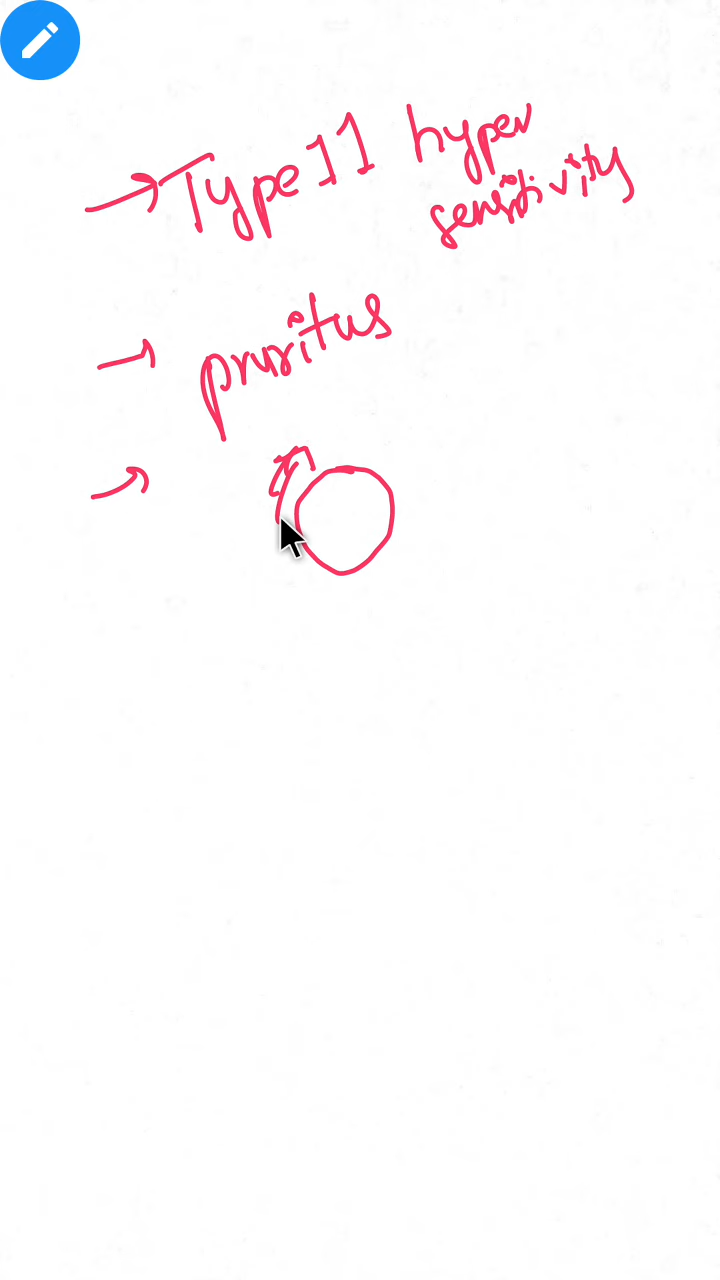 → Type 11 hyper
sensitivity
→ pruritus
→